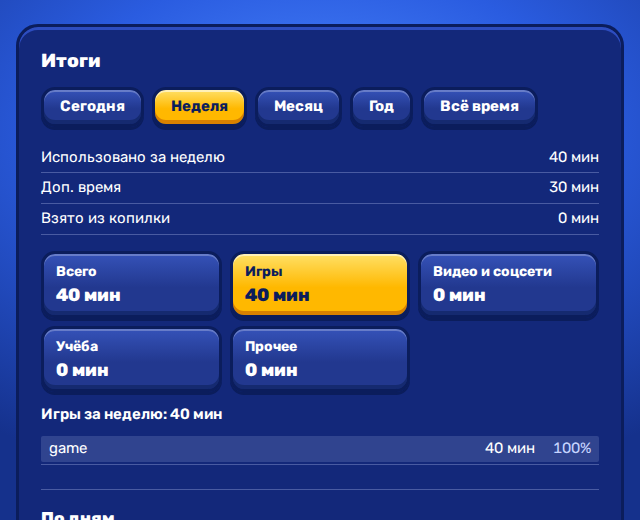 Итоги
Сегодня Неделя Месяц Год Всё время
Использовано за неделю 40 мин
Доп. время 30 мин
Взято из копилки 0 мин
Всего Игры Видео и соцсети
40 мин 40 мин 0 мин
Учёба Прочее
0 мин 0 мин
Игры за неделю: 40 мин
game 40 мин 100%
По дням